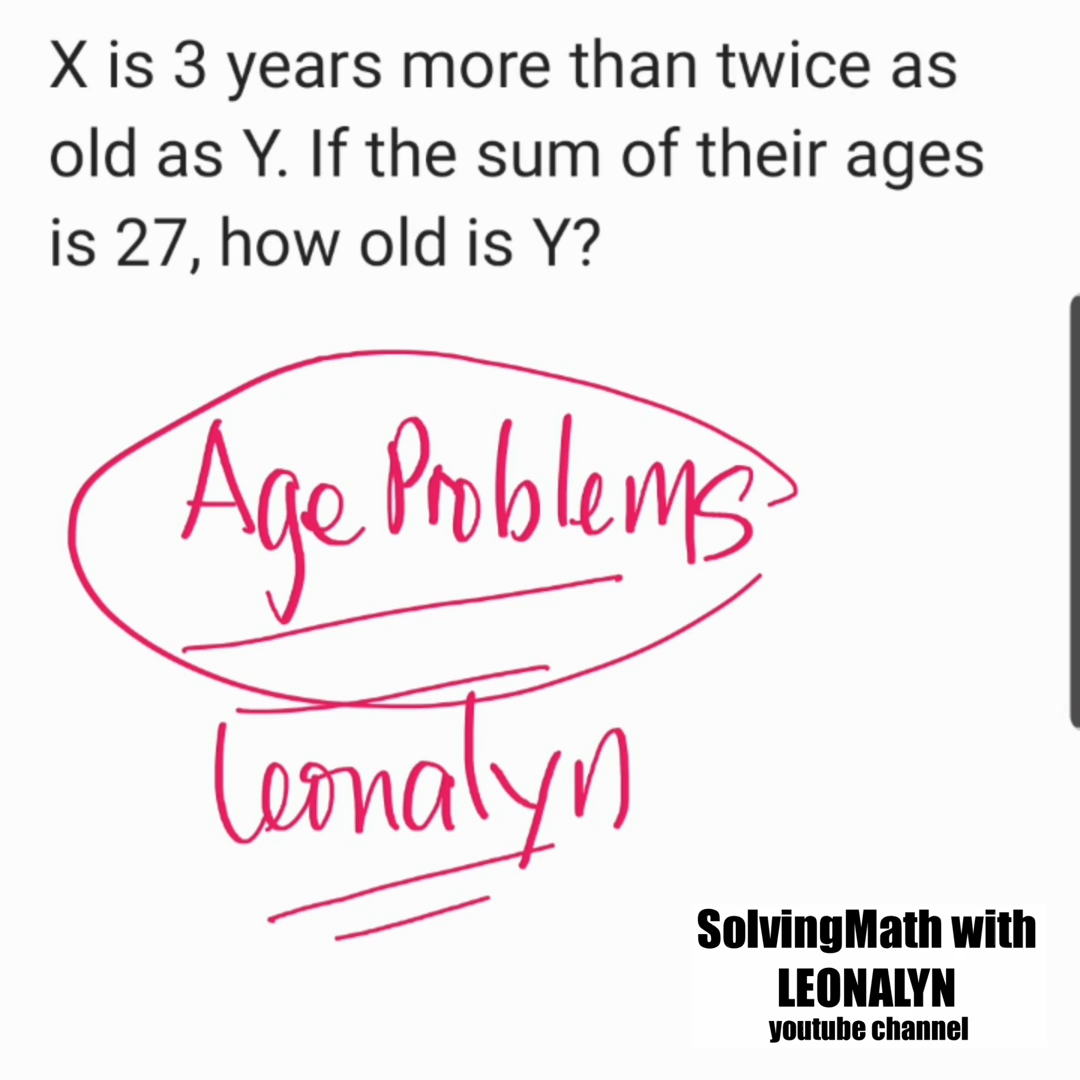 X is 3 years more than twice as
old as Y. If the sum of their ages
is 27, how old is Y?
Age Problems
Leonalyn
SolvingMath with
LEONALYN
youtube channel